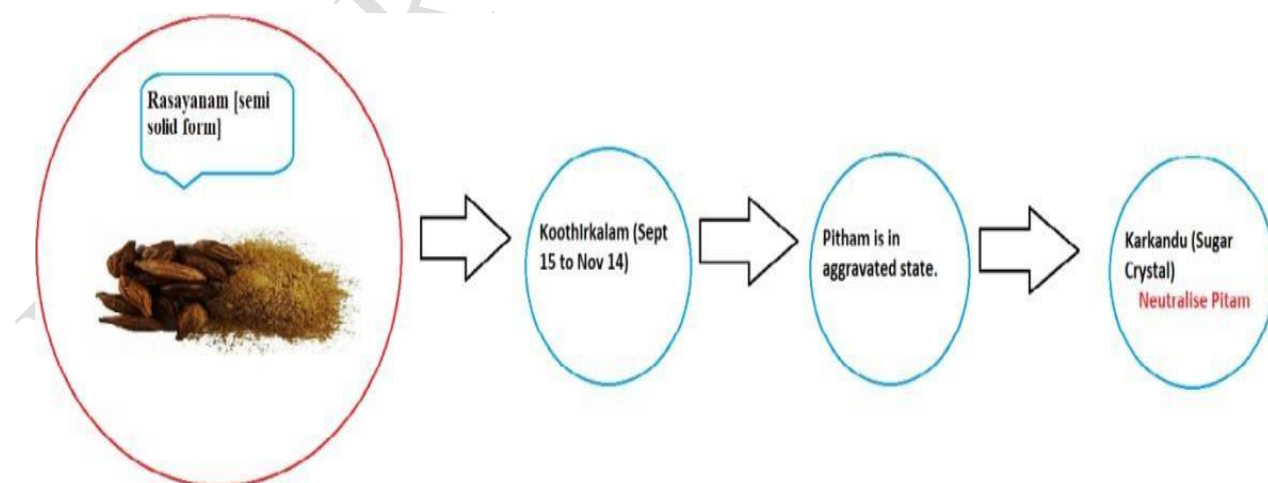 Rasayanam [semi
solid form]
KoothIrkalam (Sept
15 to Nov 14)
Pitham is in
aggravated state.
Karkandu (Sugar
Crystal)
Neutralise Pitam